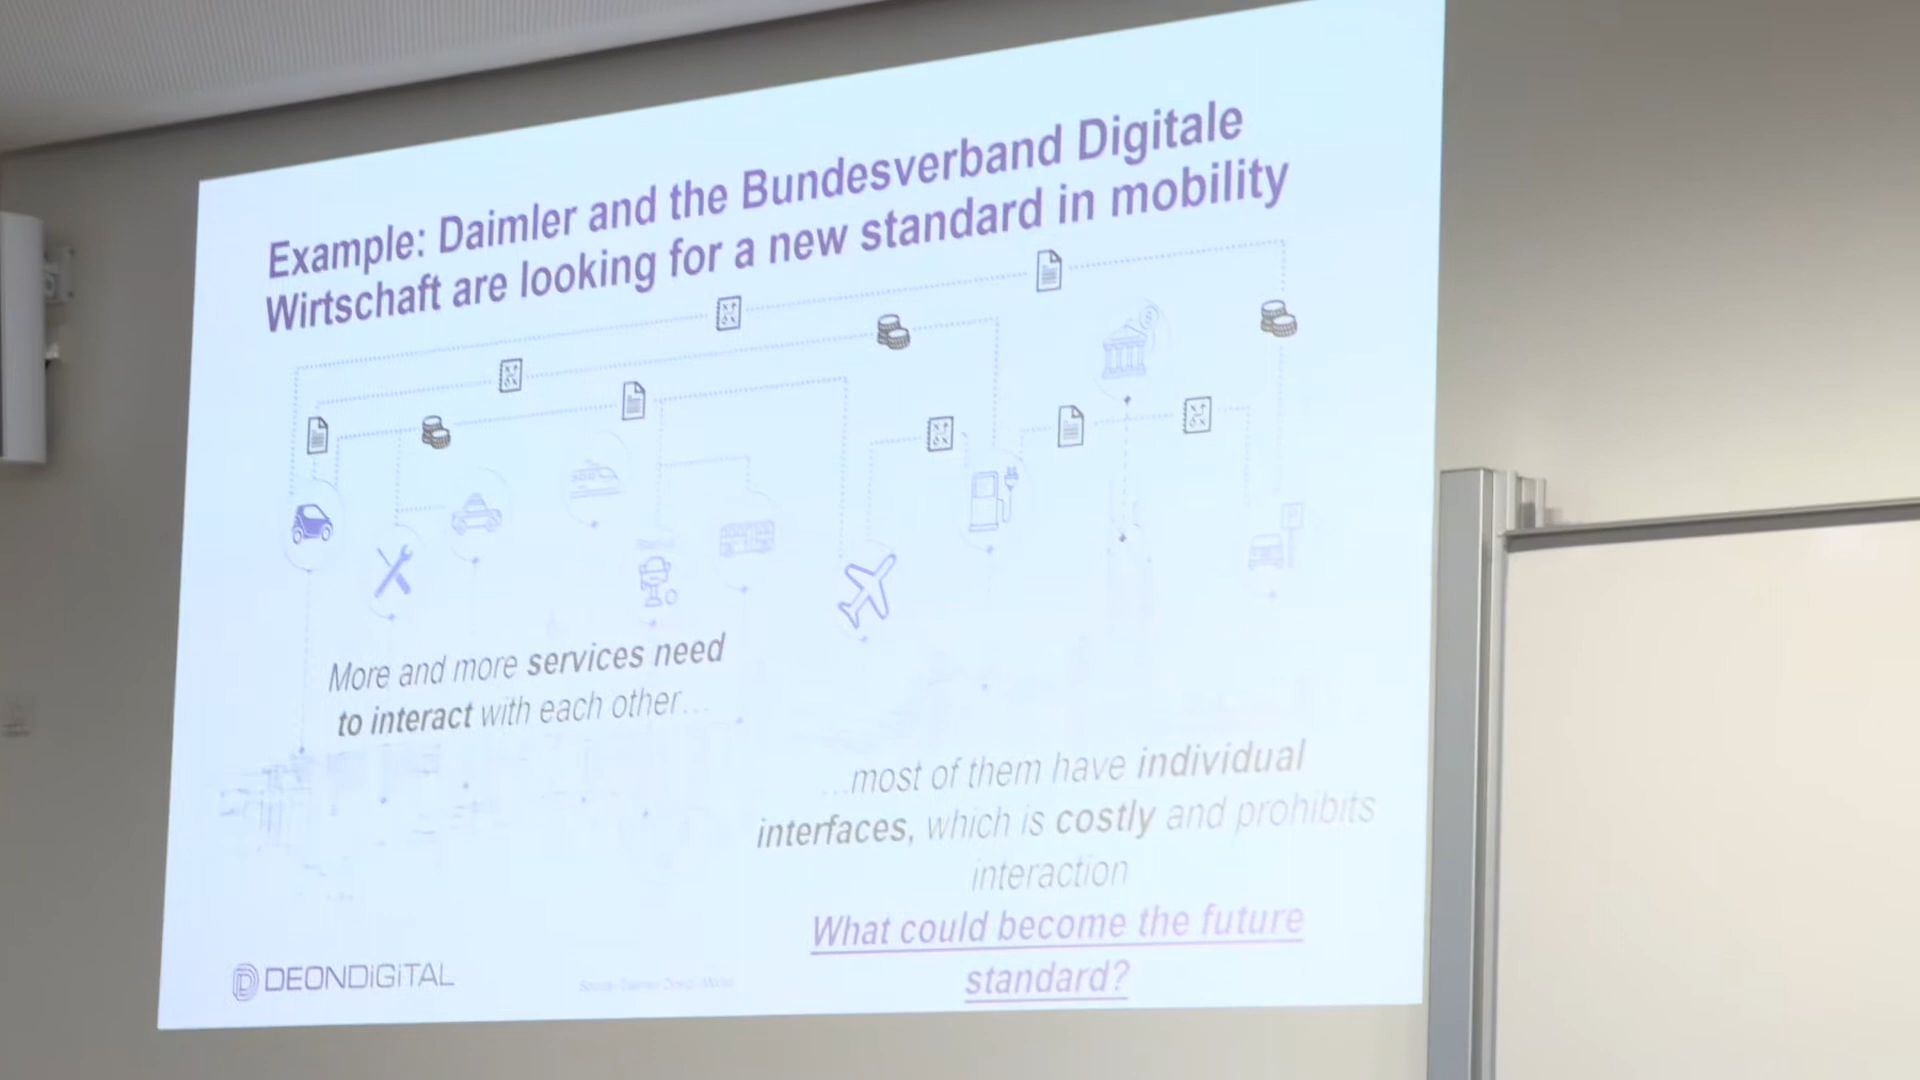 Example: Daimler and the Bundesverband Digitale
Wirtschaft are looking for a new standard in mobility
P
More and more services need
to interact with each other...
...most of them have individual
interfaces, which is costly and prohibits
interaction
What could become the future
standard?
DEONDIGITAL